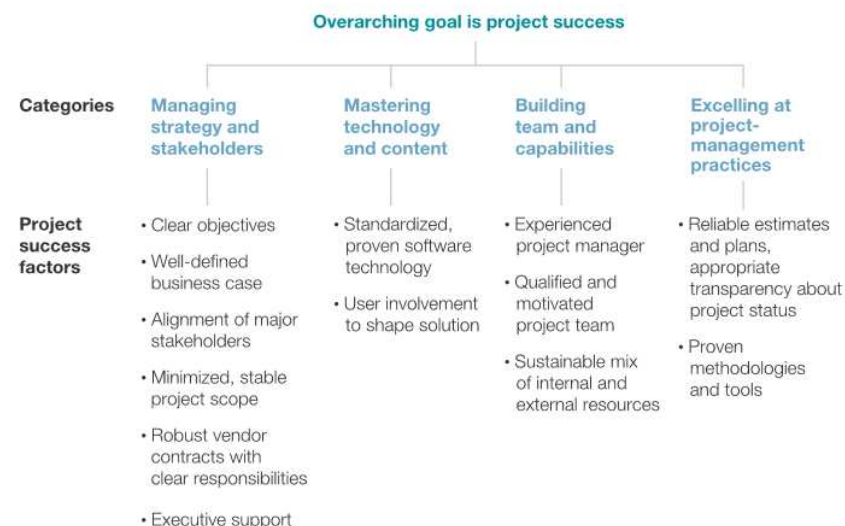 Overarching goal is project success
Categories
Managing
strategy and
stakeholders
Mastering
technology
and content
Building
team and
capabilities
Excelling at
project-
management
practices
Project
success
factors
• Clear objectives
• Well-defined
business case
• Alignment of major
stakeholders
• Minimized, stable
project scope
• Robust vendor
contracts with
clear responsibilities
• Executive support
• Standardized,
proven software
technology
• User involvement
to shape solution
• Experienced
project manager
• Qualified and
motivated
project team
• Sustainable mix
of internal and
external resources
• Reliable estimates
and plans,
appropriate
transparency about
project status
• Proven
methodologies
and tools